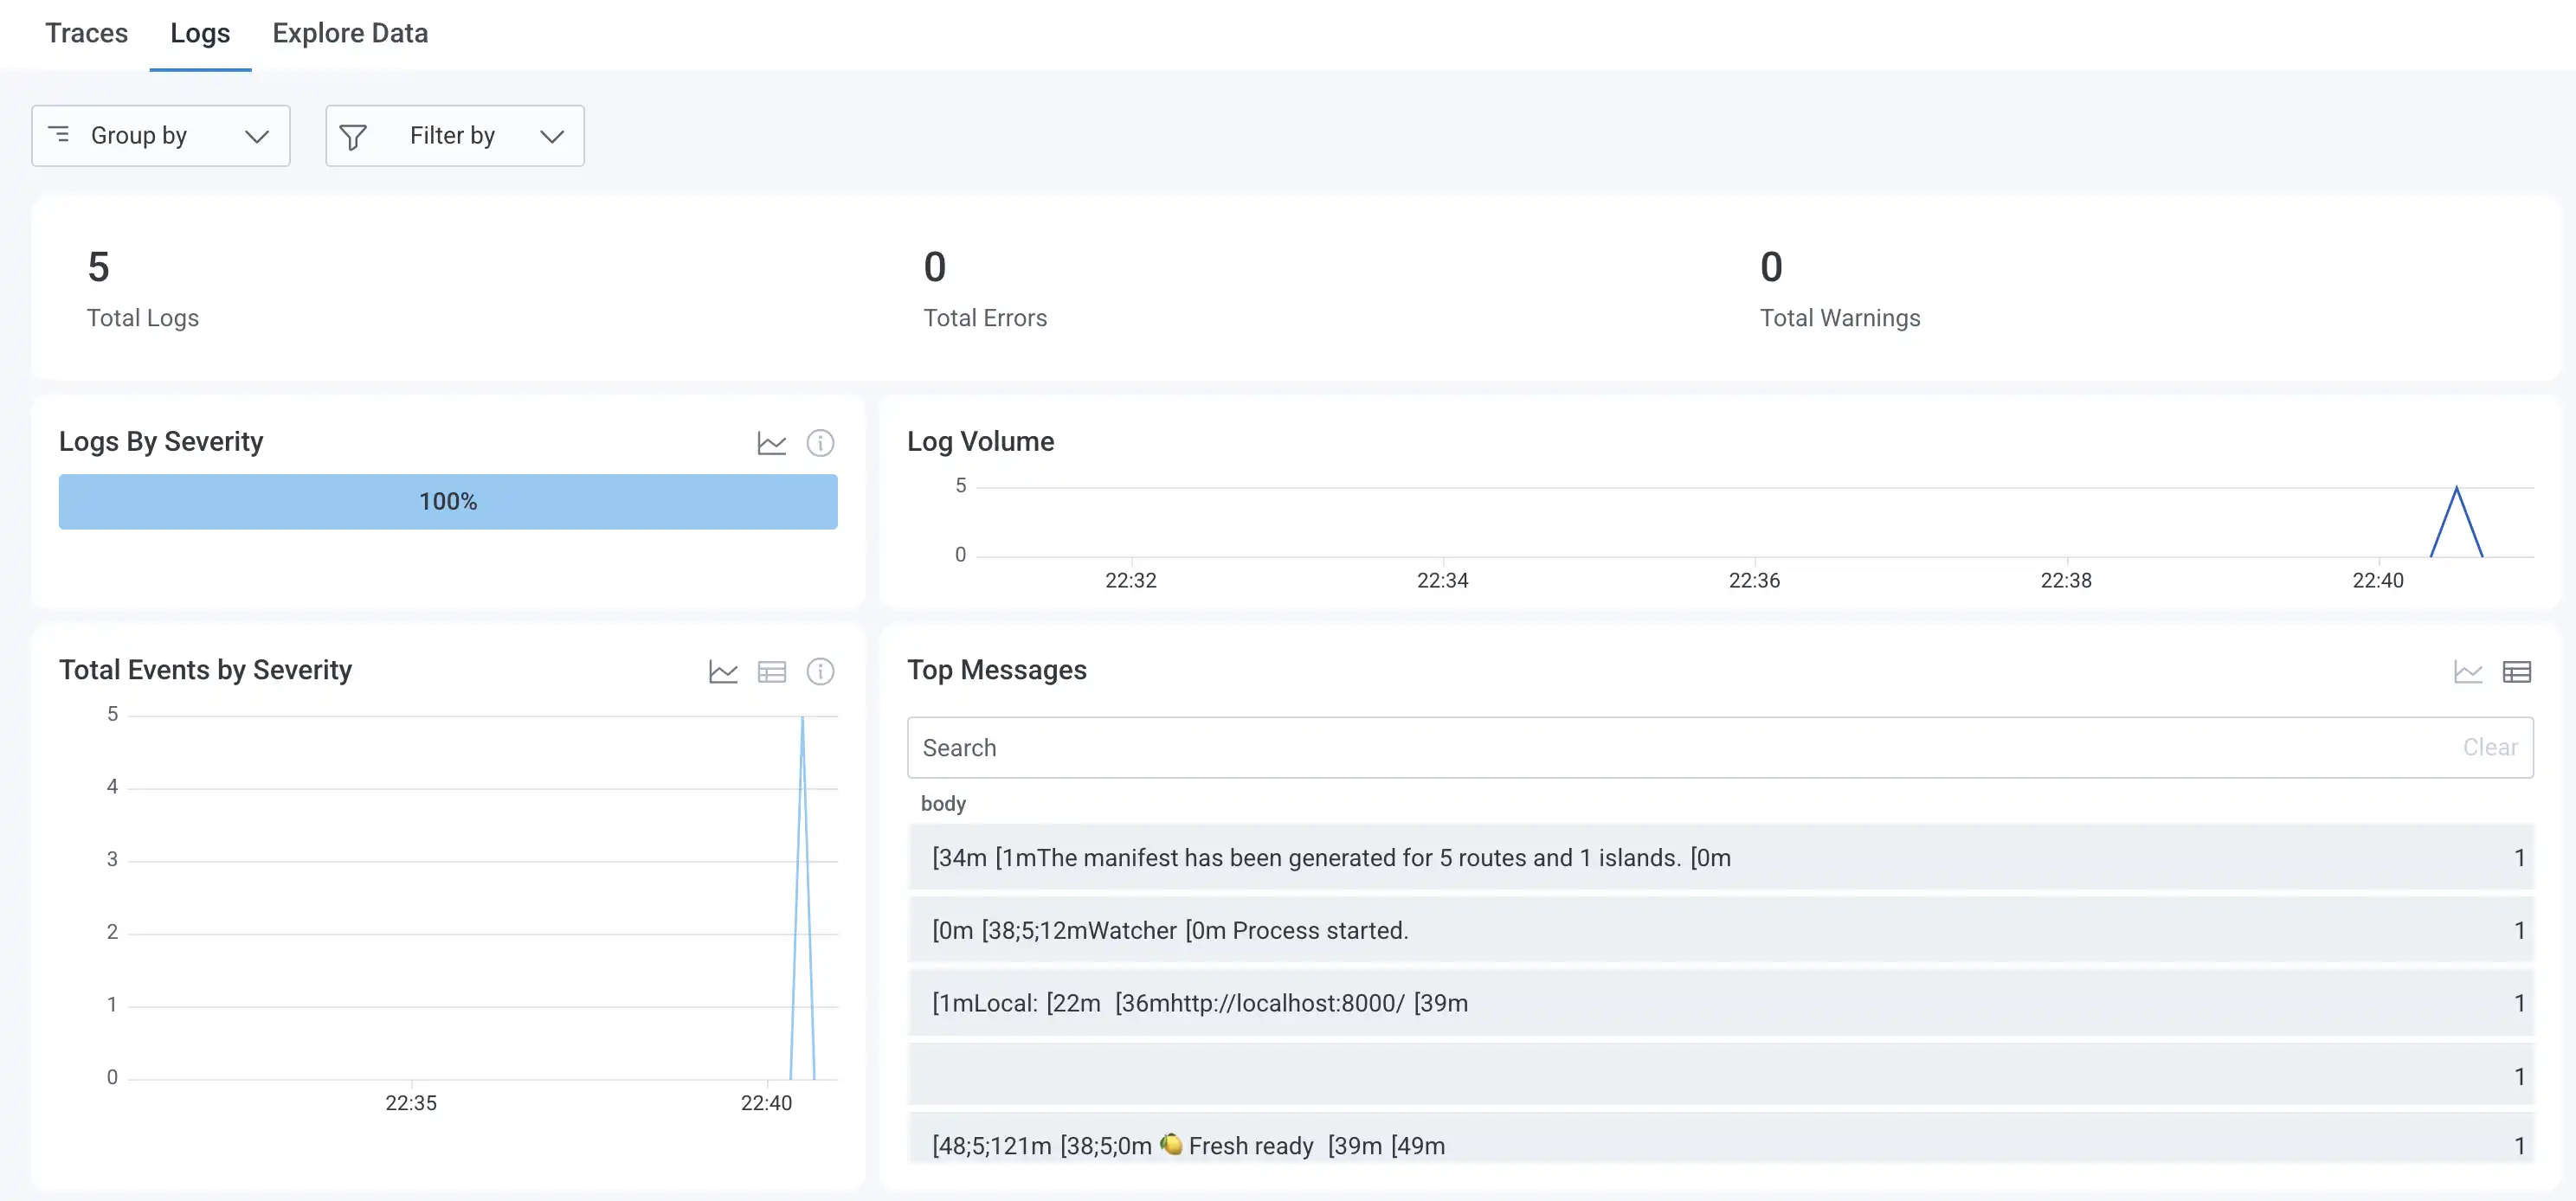 Traces Logs Explore Data
Group by Filter by
5 0 0
Total Logs Total Errors Total Warnings
Logs By Severity
100%
Log Volume
5
0
22:32 22:34 22:36 22:38 22:40
Total Events by Severity
5
4
3
2
1
0
22:35 22:40
Top Messages
Search Clear
body
[34m [1mThe manifest has been generated for 5 routes and 1 islands. [0m 1
[0m [38;5;12mWatcher [0m Process started. 1
[1mLocal: [22m [36mhttp://localhost:8000/ [39m 1
1
[48;5;121m [38;5;0m 🍋 Fresh ready [39m [49m 1